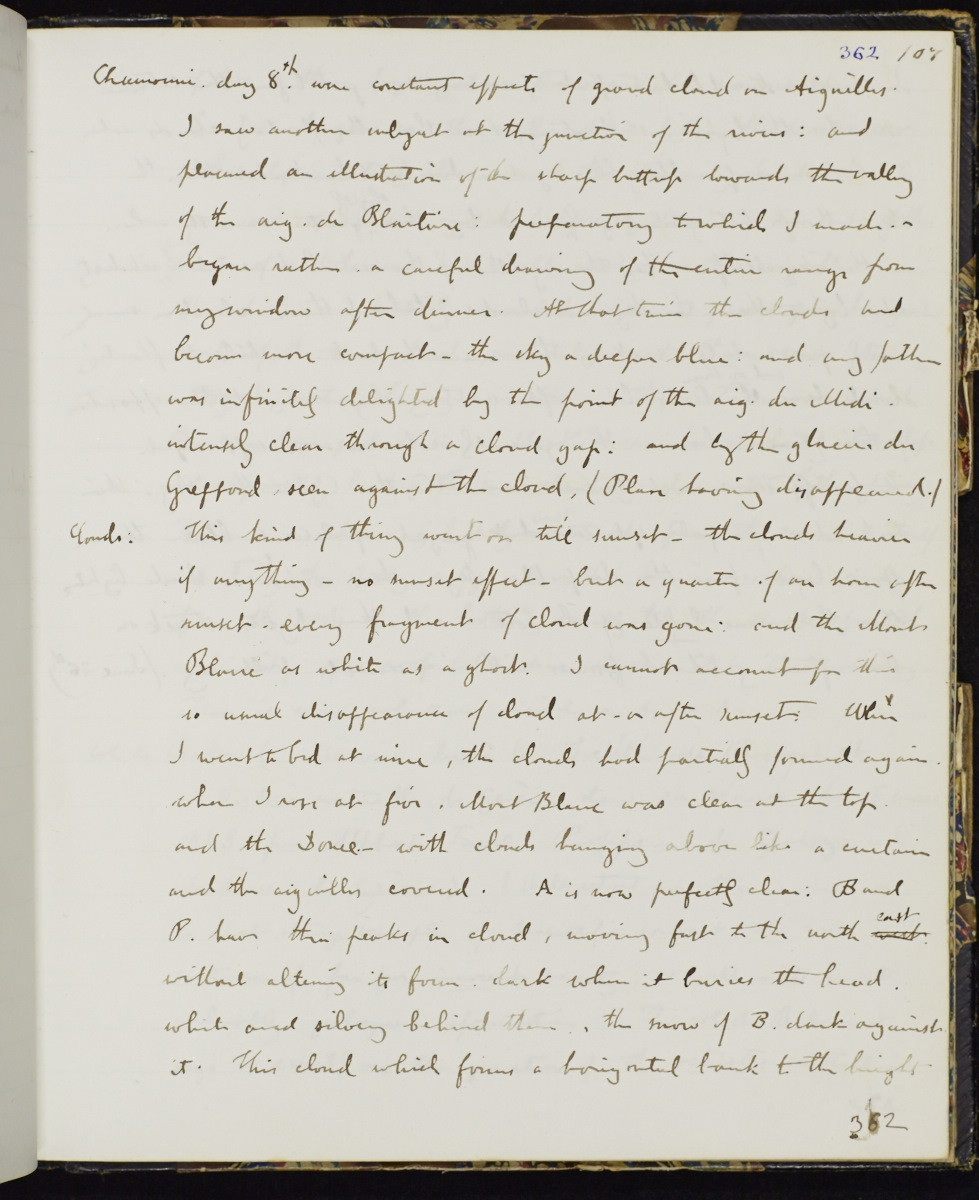 362 107
Chamouni. day 8th. were constant effects of grand cloud on Aiguilles.
I saw another at the junction of the rivers: and
planned an illustration of the sharp buttress towards the valley
of the aig. de Blaitiere: preparatory to which I made - or
began rather. a careful drawing of the entire range from
my window after dinner. At that time the clouds had
become more compact - the sky a deeper blue: and my father
was infinitely delighted by the point of the aig. du Midi.
intensely clear through a cloud gap: and by the glacier du
Greppond, seen against the cloud, (Plan having disappeared.)
Clouds: This kind of thing went on till sunset - the clouds heavier
if anything - no sunset effect - but a quarter of an hour after
sunset. every fragment of cloud was gone: and the Mont
Blanc as white as a ghost. I cannot account for this
so usual disappearance of cloud at - or after sunset: When
I went to bed at nine, the clouds had partially formed again.
when I rose at five, Mont Blanc was clear at the top.
and the Dome - with clouds hanging above like a curtain
and the aiguilles covered. A is now perfectly clear: B and
P. have their peaks in cloud, moving fast to the north east west.
without altering its form. dark when it buries the head.
white and silvery behind them, the snow of B. dark against
it. This cloud which forms a horizontal bank to the height
362